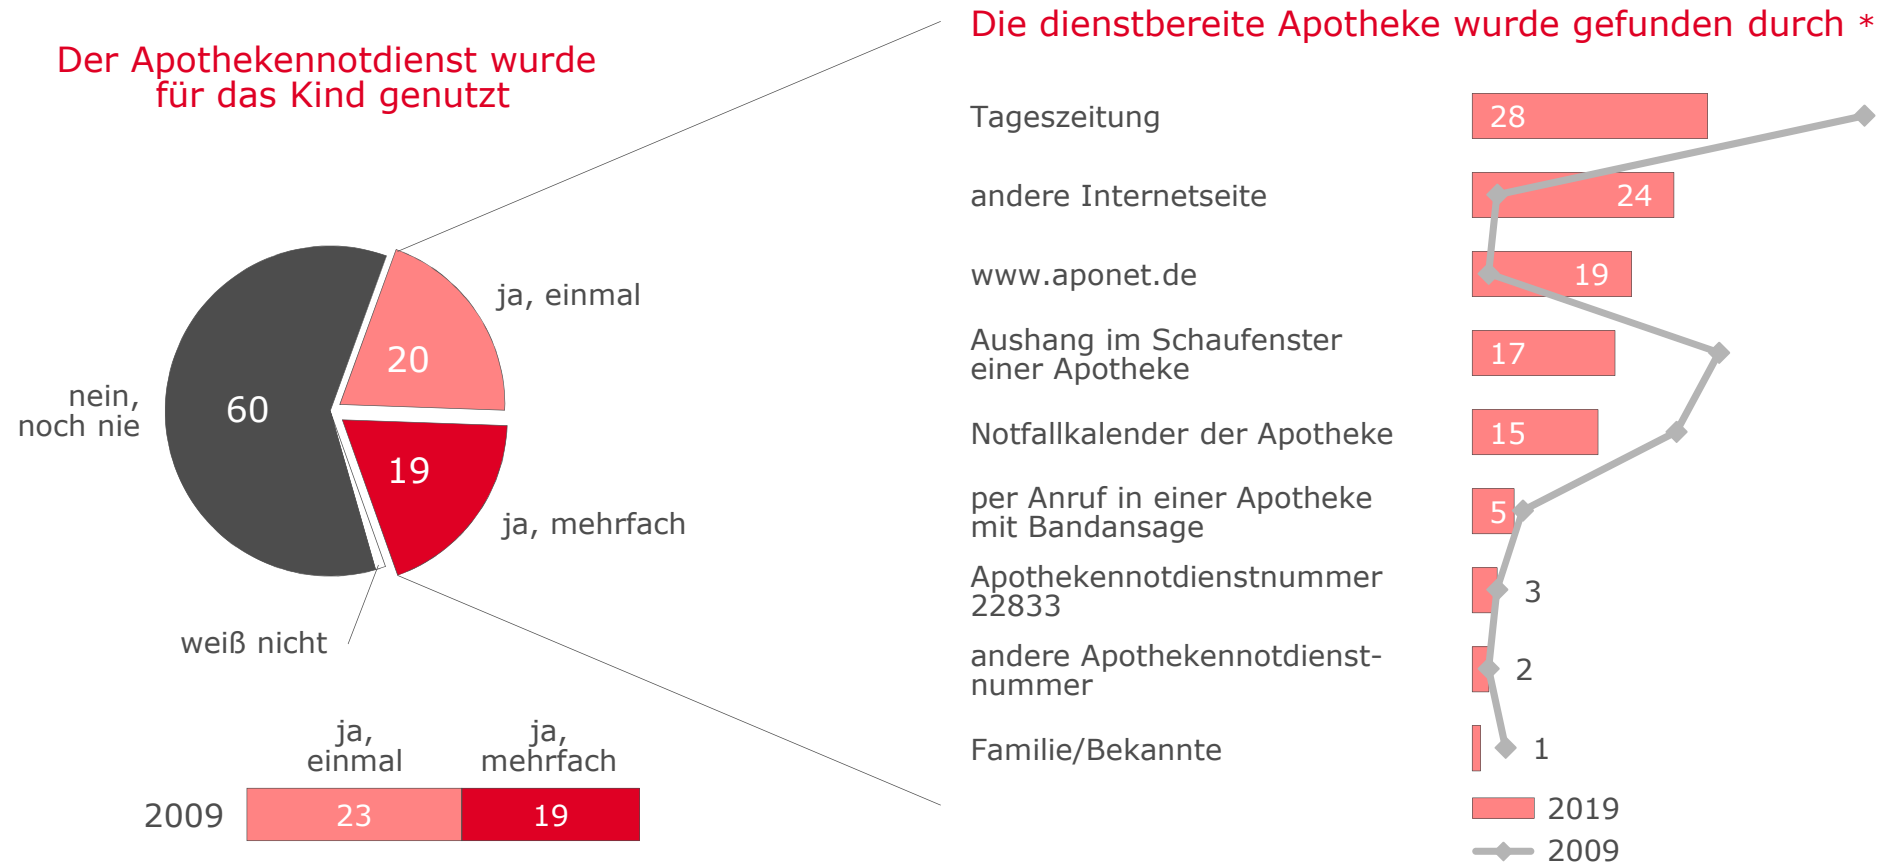 Der Apothekennotdienst wurde
für das Kind genutzt
ja, einmal
20
nein,
noch nie
60
19
ja, mehrfach
weiß nicht
ja,
einmal
ja,
mehrfach
2009
23
19
Die dienstbereite Apotheke wurde gefunden durch *
Tageszeitung
28
andere Internetseite
24
www.aponet.de
19
Aushang im Schaufenster
einer Apotheke
17
Notfallkalender der Apotheke
15
per Anruf in einer Apotheke
mit Bandansage
5
Apothekennotdienstnummer
22833
3
andere Apothekennotdienst-
nummer
2
Familie/Bekannte
1
2019
2009